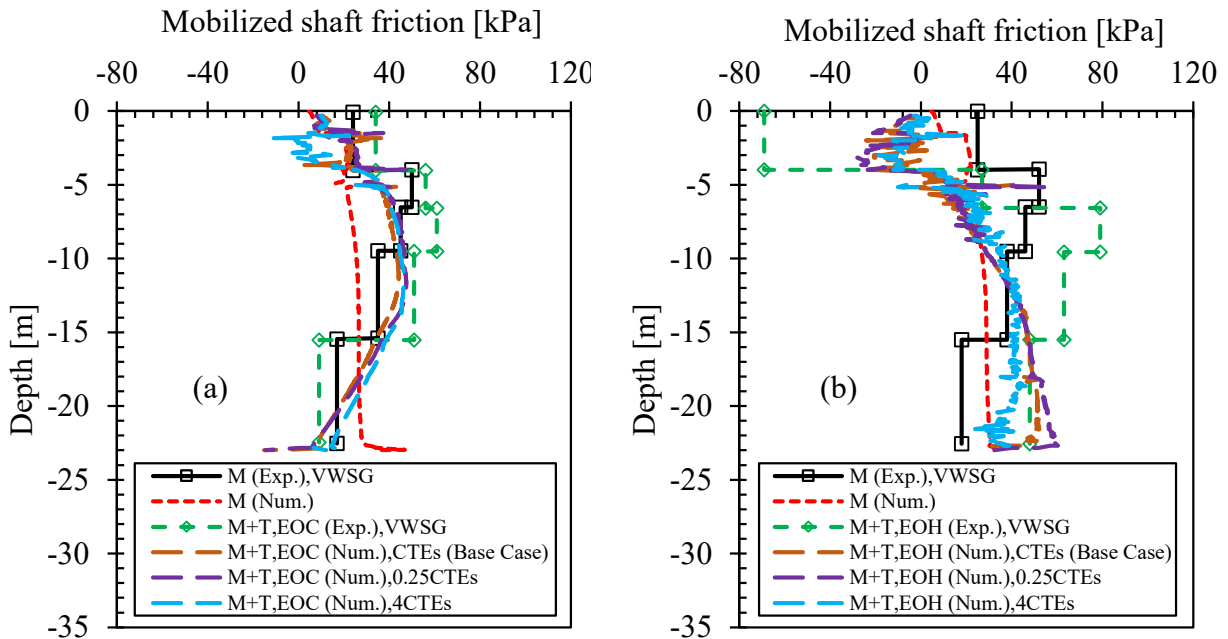 Mobilized shaft friction [kPa]
-80 -40 0 40 80 120
0
-5
-10
-15
-20
-25
-30
-35
Depth [m]
(a)
M (Exp.),VWSG
M (Num.)
M+T,EOC (Exp.),VWSG
M+T,EOC (Num.),CTEs (Base Case)
M+T,EOC (Num.),0.25CTEs
M+T,EOC (Num.),4CTEs
Mobilized shaft friction [kPa]
-80 -40 0 40 80 120
0
-5
-10
-15
-20
-25
-30
-35
Depth [m]
(b)
M (Exp.),VWSG
M (Num.)
M+T,EOH (Exp.),VWSG
M+T,EOH (Num.),CTEs (Base Case)
M+T,EOH (Num.),0.25CTEs
M+T,EOH (Num.),4CTEs